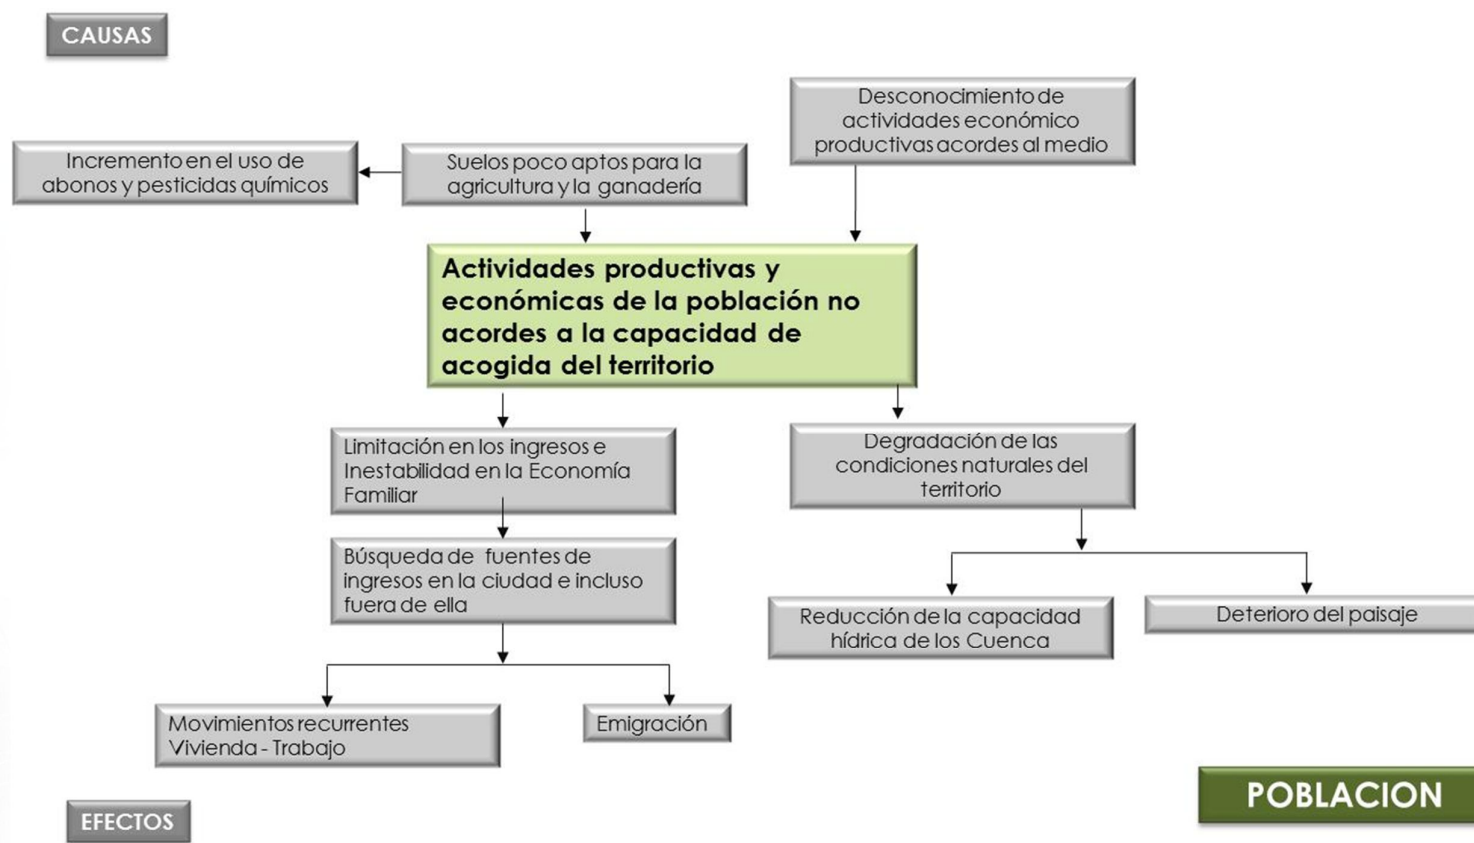 CAUSAS
Desconocimiento de
actividades económico
productivas acordes al medio
Incremento en el uso de
abonos y pesticidas químicos
Suelos poco aptos para la
agricultura y la ganadería
Actividades productivas y
económicas de la población no
acordes a la capacidad de
acogida del territorio
Limitación en los ingresos e
Inestabilidad en la Economía
Familiar
Degradación de las
condiciones naturales del
territorio
Búsqueda de fuentes de
ingresos en la ciudad e incluso
fuera de ella
Reducción de la capacidad
hídrica de los Cuenca
Deterioro del paisaje
Movimientos recurrentes
Vivienda - Trabajo
Emigración
POBLACION
EFECTOS